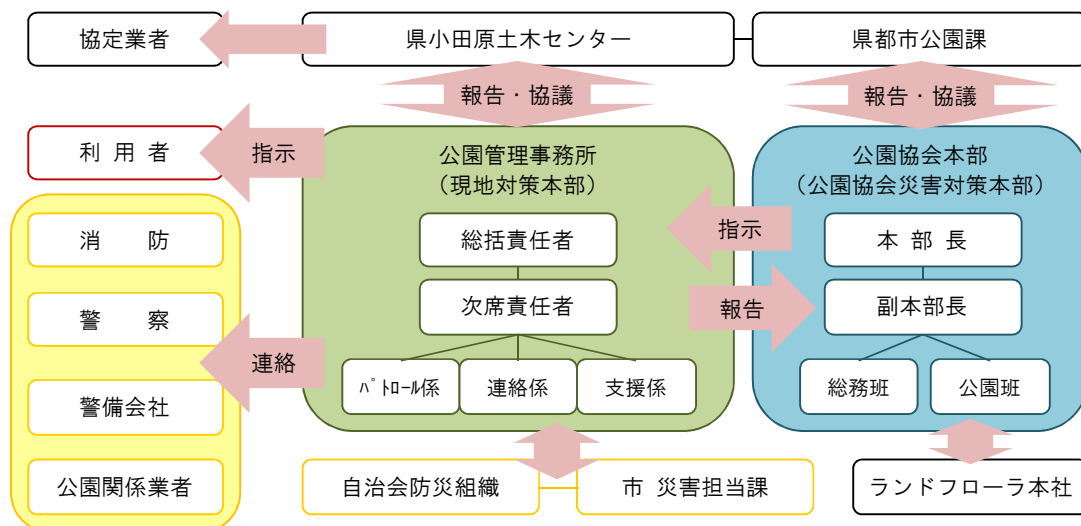 協定業者
県小田原土木センター
県都市公園課
報告・協議
報告・協議
利 用 者
指示
公園管理事務所
（現地対策本部）
公園協会本部
（公園協会災害対策本部）
消 防
総括責任者
指示
本 部 長
警 察
次席責任者
報告
副本部長
連絡
ﾊﾟﾄﾛｰﾙ係
連絡係
支援係
総務班
公園班
警備会社
公園関係業者
自治会防災組織
市 災害担当課
ランドフローラ本社